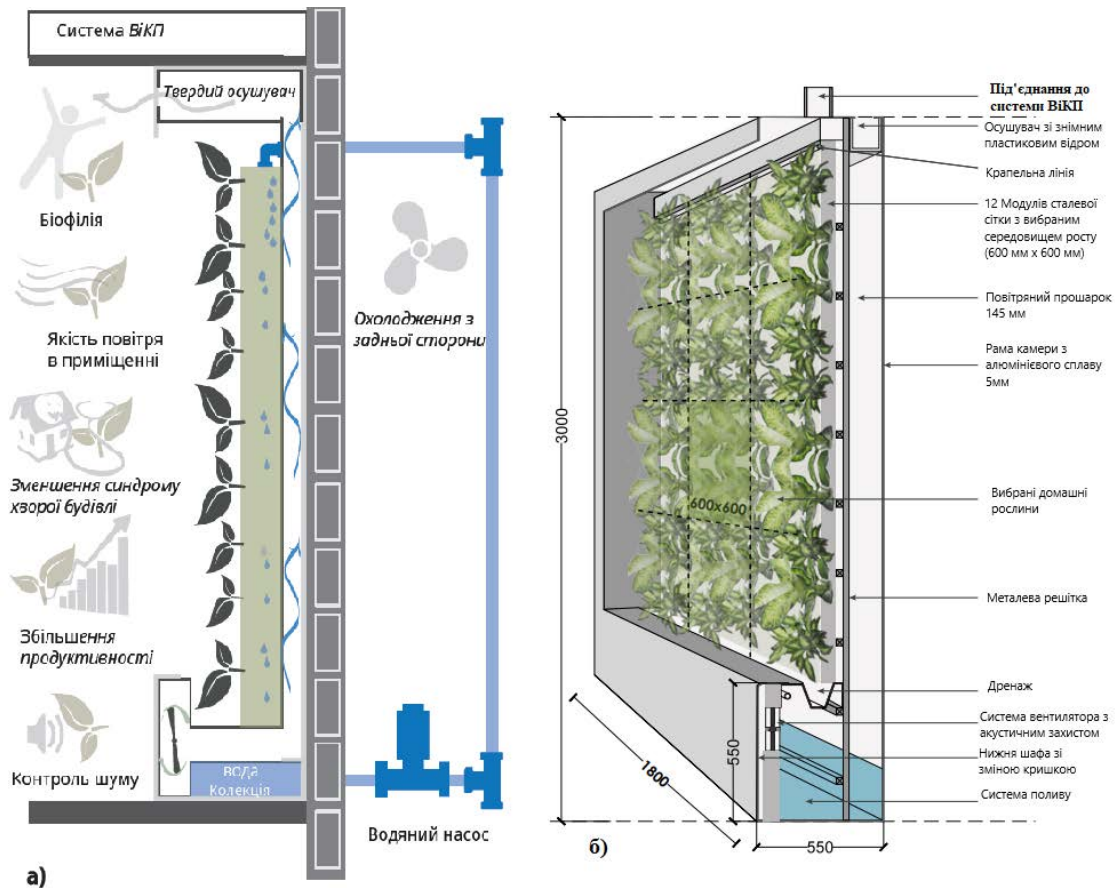 Система ВіКП
Твердий осушувач
Біофілія
Якість повітря
в приміщенні
Зменшення синдрому
хворої будівлі
Збільшення
продуктивності
Контроль шуму
Охолодження з
задньої сторони
вода
Колекція
Водяний насос
а)
Під'єднання до
системи ВіКП
Осушувач зі знімним
пластиковим відром
Крапельна лінія
12 Модулів сталевої
сітки з вибраним
середовищем росту
(600 мм x 600 мм)
Повітряний прошарок
145 мм
Рама камери з
алюмінієвого сплаву
5мм
Вибрані домашні
рослини
Металева решітка
Дренаж
Система вентилятора з
акустичним захистом
Нижня шафа зі
зміною кришкою
Система поливу
3000
600x600
550
1800
550
б)